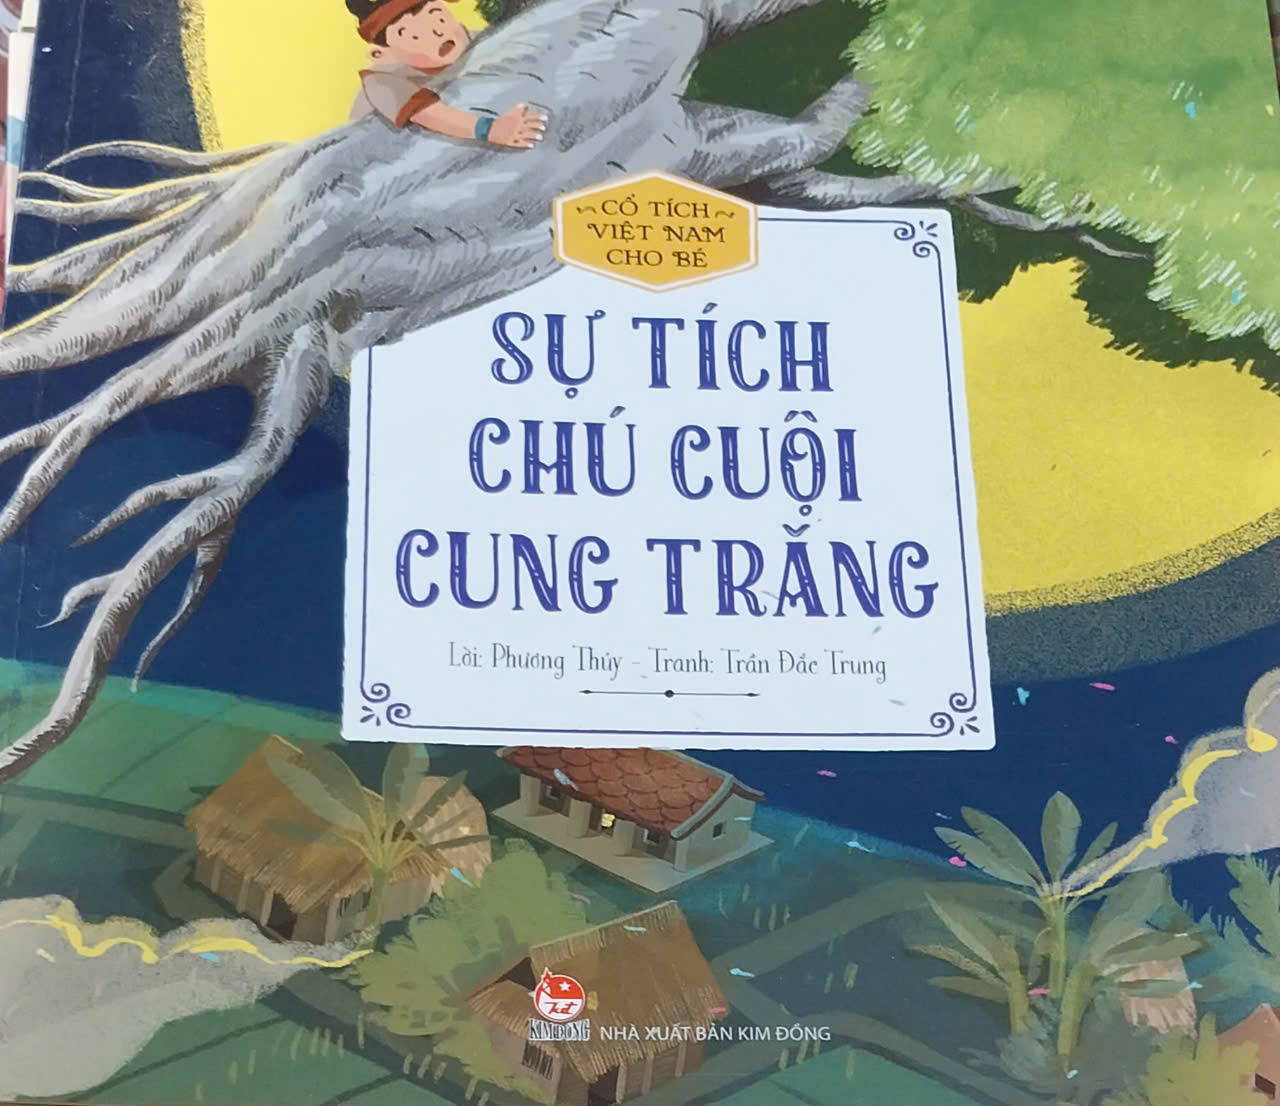 CỔ TÍCH
VIỆT NAM
CHO BÉ
SỰ TÍCH
CHÚ CUỘI
CUNG TRĂNG
Lời: Phương Thúy - Tranh: Trần Đắc Trung
kđ
KIM ĐỒNG NHÀ XUẤT BẢN KIM ĐỒNG